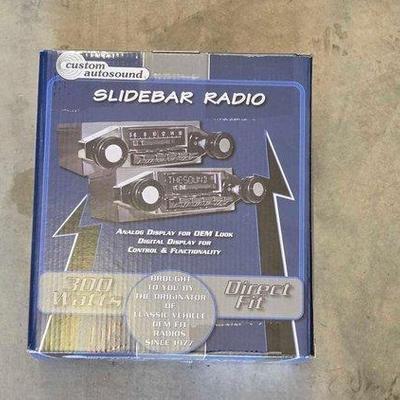 custom
autosound
SLIDEBAR RADIO
THESOUND
ANALOG DISPLAY FOR OEM LOOK
DIGITAL DISPLAY FOR
CONTROL & FUNCTIONALITY
300
Watts
BROUGHT
TO YOU BY
THE ORIGINATOR
OF
CLASSIC VEHICLE
OEM FIT
RADIOS
SINCE 1977
Direct
Fit